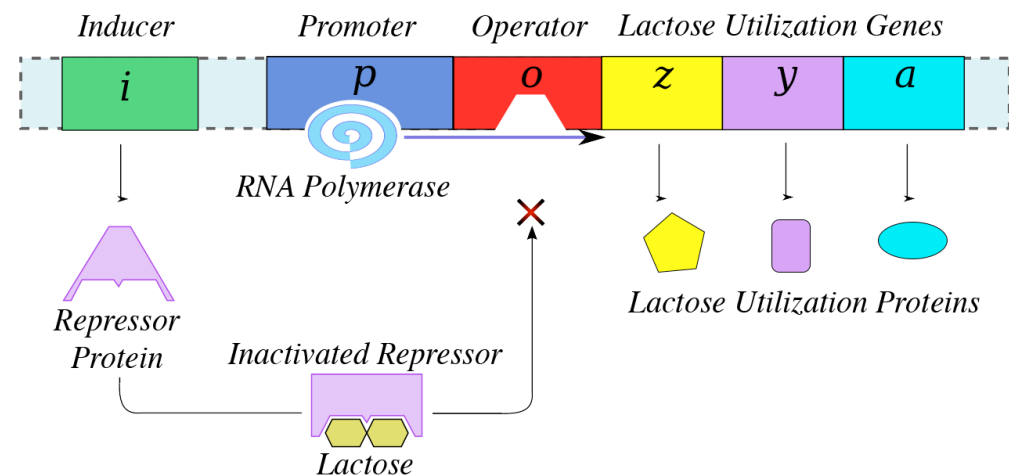 Inducer Promoter Operator Lactose Utilization Genes
i p o z y a
RNA Polymerase
Repressor
Protein
Lactose Utilization Proteins
Inactivated Repressor
Lactose